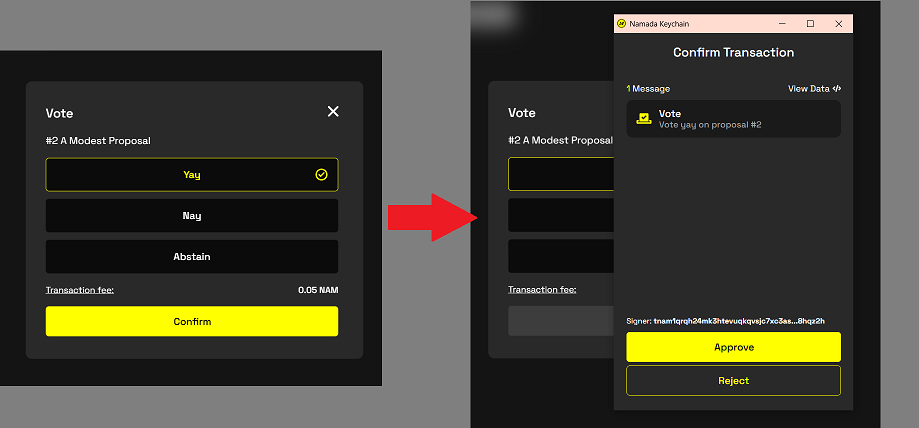 Vote
#2 A Modest Proposal
Yay
Nay
Abstain
Transaction fee: 0.05 NAM
Confirm
Vote
#2 A Modest Proposal
Transaction fee:
Namada Keychain
Confirm Transaction
1 Message View Data </>
Vote
Vote yay on proposal #2
Signer: tnam1qrqh24mk3htevuqkqvsjc7xc3as...8hqz2h
Approve
Reject